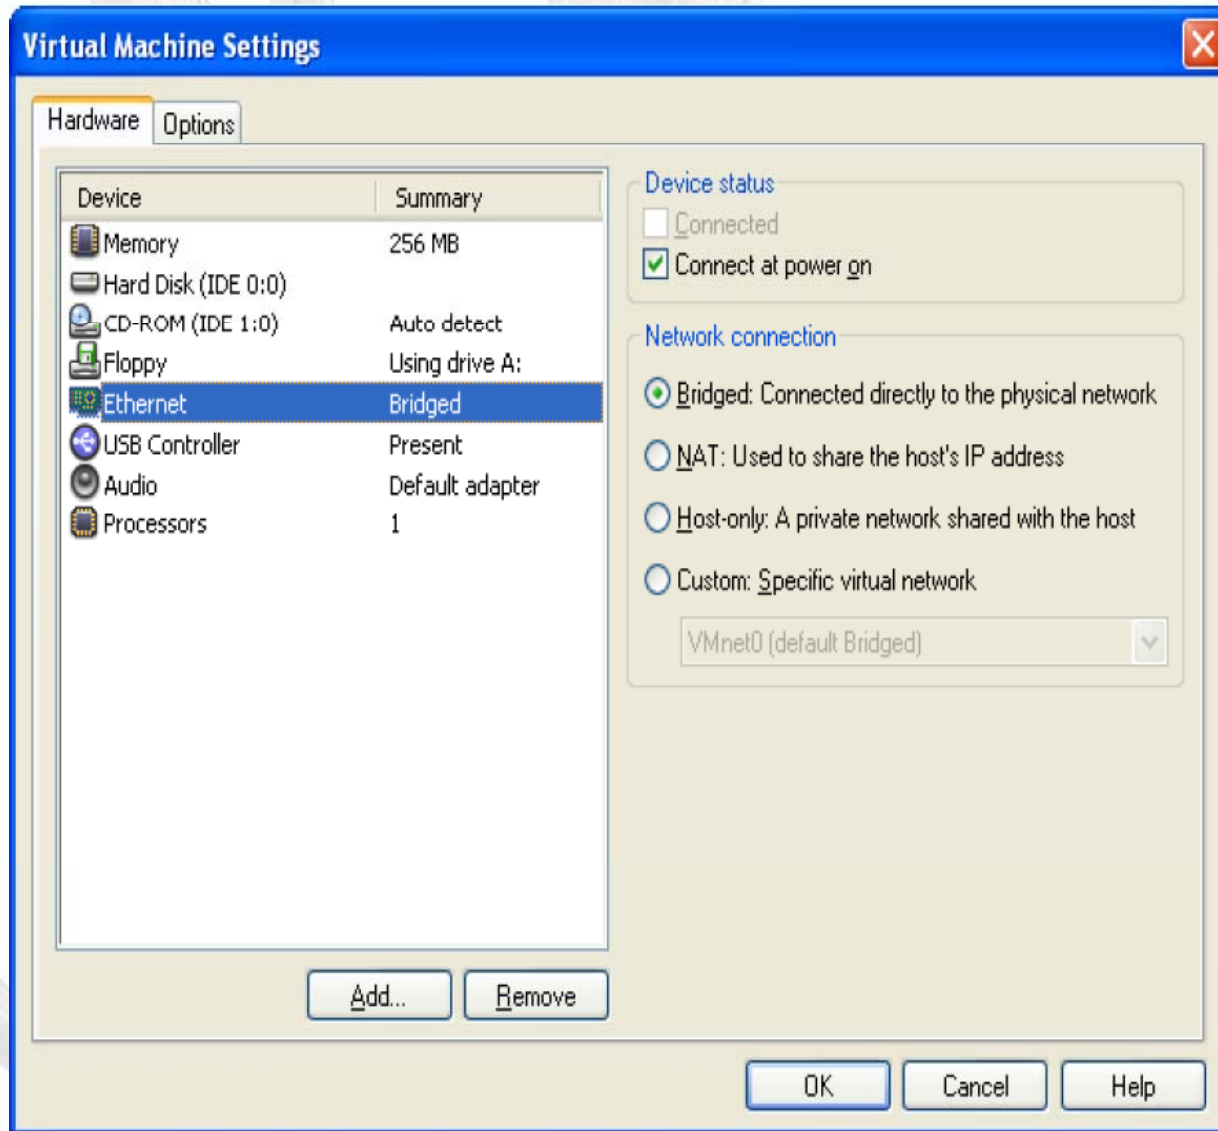 Virtual Machine Settings
Hardware Options
Device Summary
Memory 256 MB
Hard Disk (IDE 0:0)
CD-ROM (IDE 1:0) Auto detect
Floppy Using drive A:
Ethernet Bridged
USB Controller Present
Audio Default adapter
Processors 1
Add... Remove
Device status
Connected
Connect at power on
Network connection
Bridged: Connected directly to the physical network
NAT: Used to share the host's IP address
Host-only: A private network shared with the host
Custom: Specific virtual network
VMnet0 (default Bridged)
OK Cancel Help